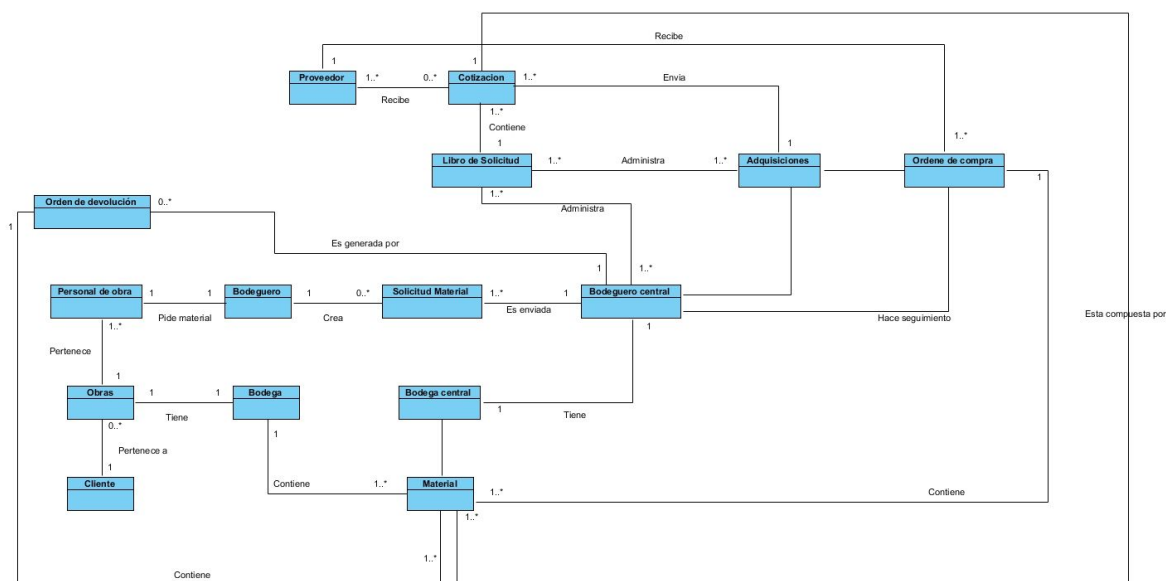 Recibe
1
1
Proveedor
1..*
0..*
Cotizacion
1..*
Envia
Recibe
1..*
Contiene
1
1
1..*
Libro de Solicitud
1..*
Administra
1..*
Adquisiciones
Ordene de compra
1
1..*
Orden de devolución
0..*
1
Administra
Es generada por
1
1..*
Personal de obra
1
1
Bodeguero
1
0..*
Solicitud Material
1..*
1
Bodeguero central
Pide material
Crea
Es enviada
1
Hace seguimiento
Esta compuesta por
1..*
Pertenece
1
Obras
1
1
Bodega
Bodega central
1
Tiene
Tiene
0..*
1
Pertenece a
1
Cliente
Contiene
1..*
Material
1..*
Contiene
1..*
1..*
Contiene